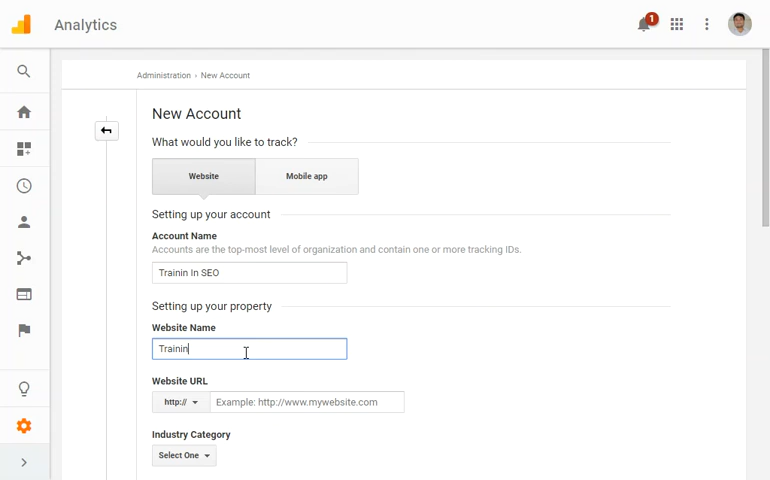 Analytics
1
Administration › New Account
New Account
What would you like to track?
Website
Mobile app
Setting up your account
Account Name
Accounts are the top-most level of organization and contain one or more tracking IDs.
Trainin In SEO
Setting up your property
Website Name
Trainin
Website URL
http://
Example: http://www.mywebsite.com
Industry Category
Select One